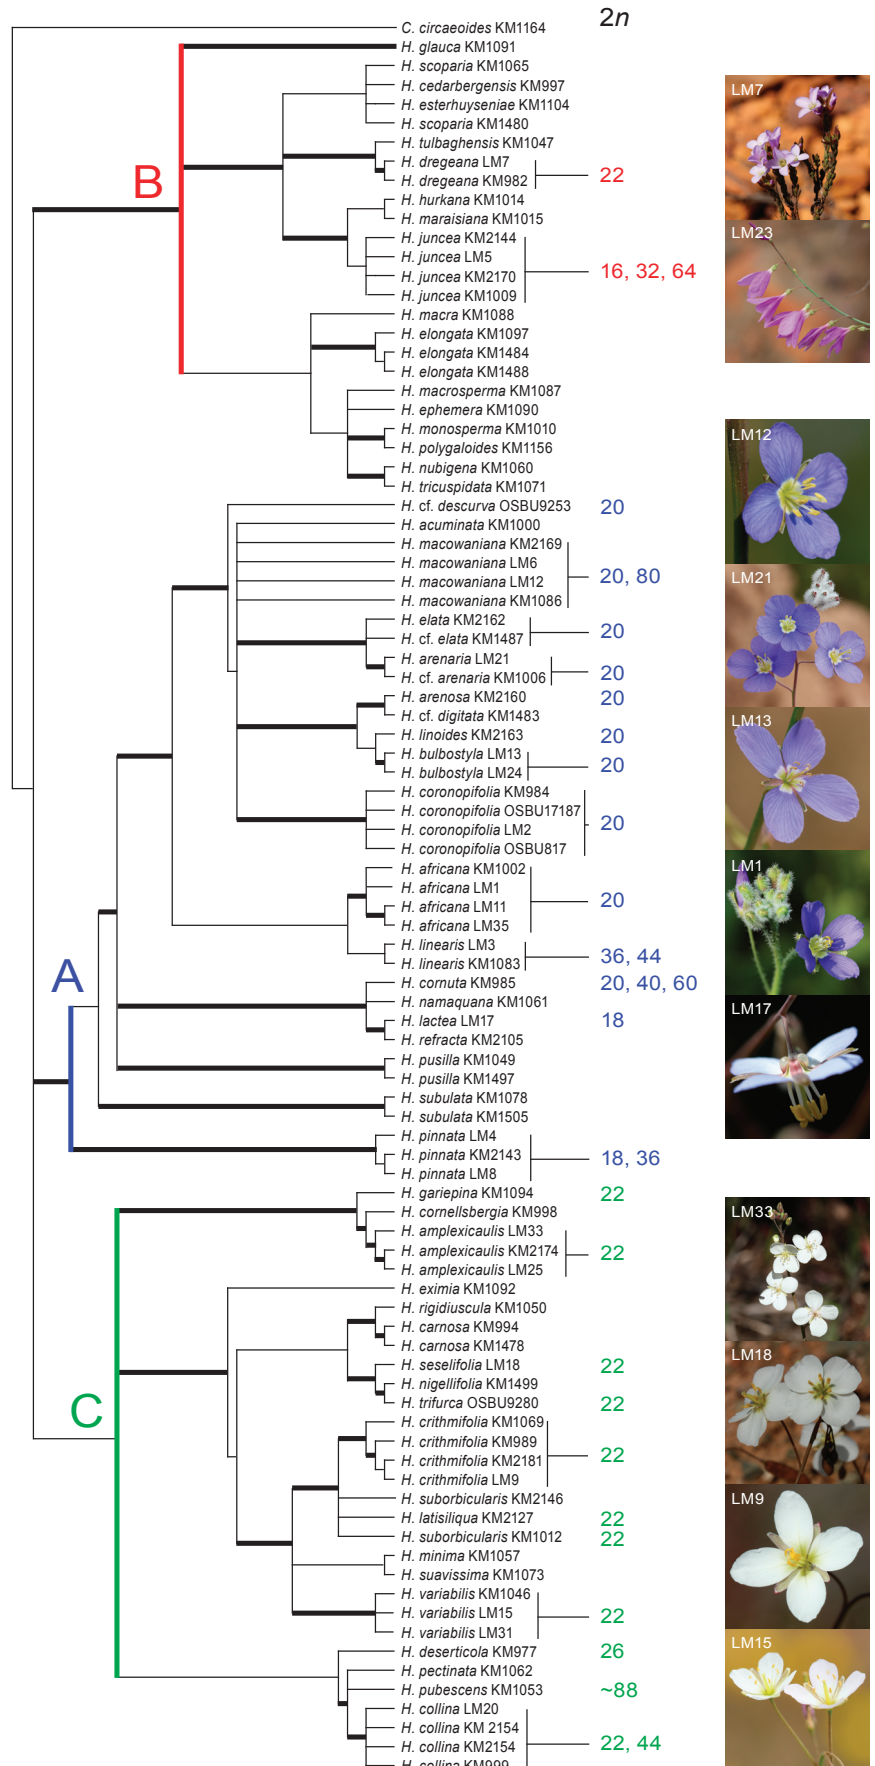 2n
C. circaeoides KM1164
H. glauca KM1091
H. scoparia KM1065
H. cedarbergensis KM997
H. esterhuyseniae KM1104
H. scoparia KM1480
H. tulbaghensis KM1047
H. dregeana LM7
H. dregeana KM982
22
B
H. hurkana KM1014
H. maraisiana KM1015
H. juncea KM2144
H. juncea LM5
H. juncea KM2170
H. juncea KM1009
16, 32, 64
H. macra KM1088
H. elongata KM1097
H. elongata KM1484
H. elongata KM1488
H. macrosperma KM1087
H. ephemera KM1090
H. monosperma KM1010
H. polygaloides KM1156
H. nubigena KM1060
H. tricuspidata KM1071
H. cf. descurva OSBU9253 20
H. acuminata KM1000
H. macowaniana KM2169
H. macowaniana LM6
H. macowaniana LM12
H. macowaniana KM1086
20, 80
H. elata KM2162
H. cf. elata KM1487
20
H. arenaria LM21
H. cf. arenaria KM1006
20
H. arenosa KM2160 20
H. cf. digitata KM1483
H. linoides KM2163 20
H. bulbostyla LM13
H. bulbostyla LM24
20
H. coronopifolia KM984
H. coronopifolia OSBU17187
H. coronopifolia LM2
H. coronopifolia OSBU817
20
H. africana KM1002
H. africana LM1
H. africana LM11
H. africana LM35
20
H. linearis LM3
H. linearis KM1083
36, 44
A
H. cornuta KM985 20, 40, 60
H. namaquana KM1061
H. lactea LM17 18
H. refracta KM2105
H. pusilla KM1049
H. pusilla KM1497
H. subulata KM1078
H. subulata KM1505
H. pinnata LM4
H. pinnata KM2143
H. pinnata LM8
18, 36
H. gariepina KM1094 22
H. cornellsbergia KM998
H. amplexicaulis LM33
H. amplexicaulis KM2174
H. amplexicaulis LM25
22
H. eximia KM1092
H. rigidiuscula KM1050
H. carnosa KM994
H. carnosa KM1478
H. seselifolia LM18 22
H. nigellifolia KM1499
H. trifurca OSBU9280 22
C
H. crithmifolia KM1069
H. crithmifolia KM989
H. crithmifolia KM2181
H. crithmifolia LM9
22
H. suborbicularis KM2146
H. latisiliqua KM2127 22
H. suborbicularis KM1012 22
H. minima KM1057
H. suavissima KM1073
H. variabilis KM1046
H. variabilis LM15
H. variabilis LM31
22
H. deserticola KM977 26
H. pectinata KM1062
H. pubescens KM1053 ~88
H. collina LM20
H. collina KM 2154
H. collina KM2154
H. collina KM999
22, 44
LM7
LM23
LM12
LM21
LM13
LM1
LM17
LM33
LM18
LM9
LM15